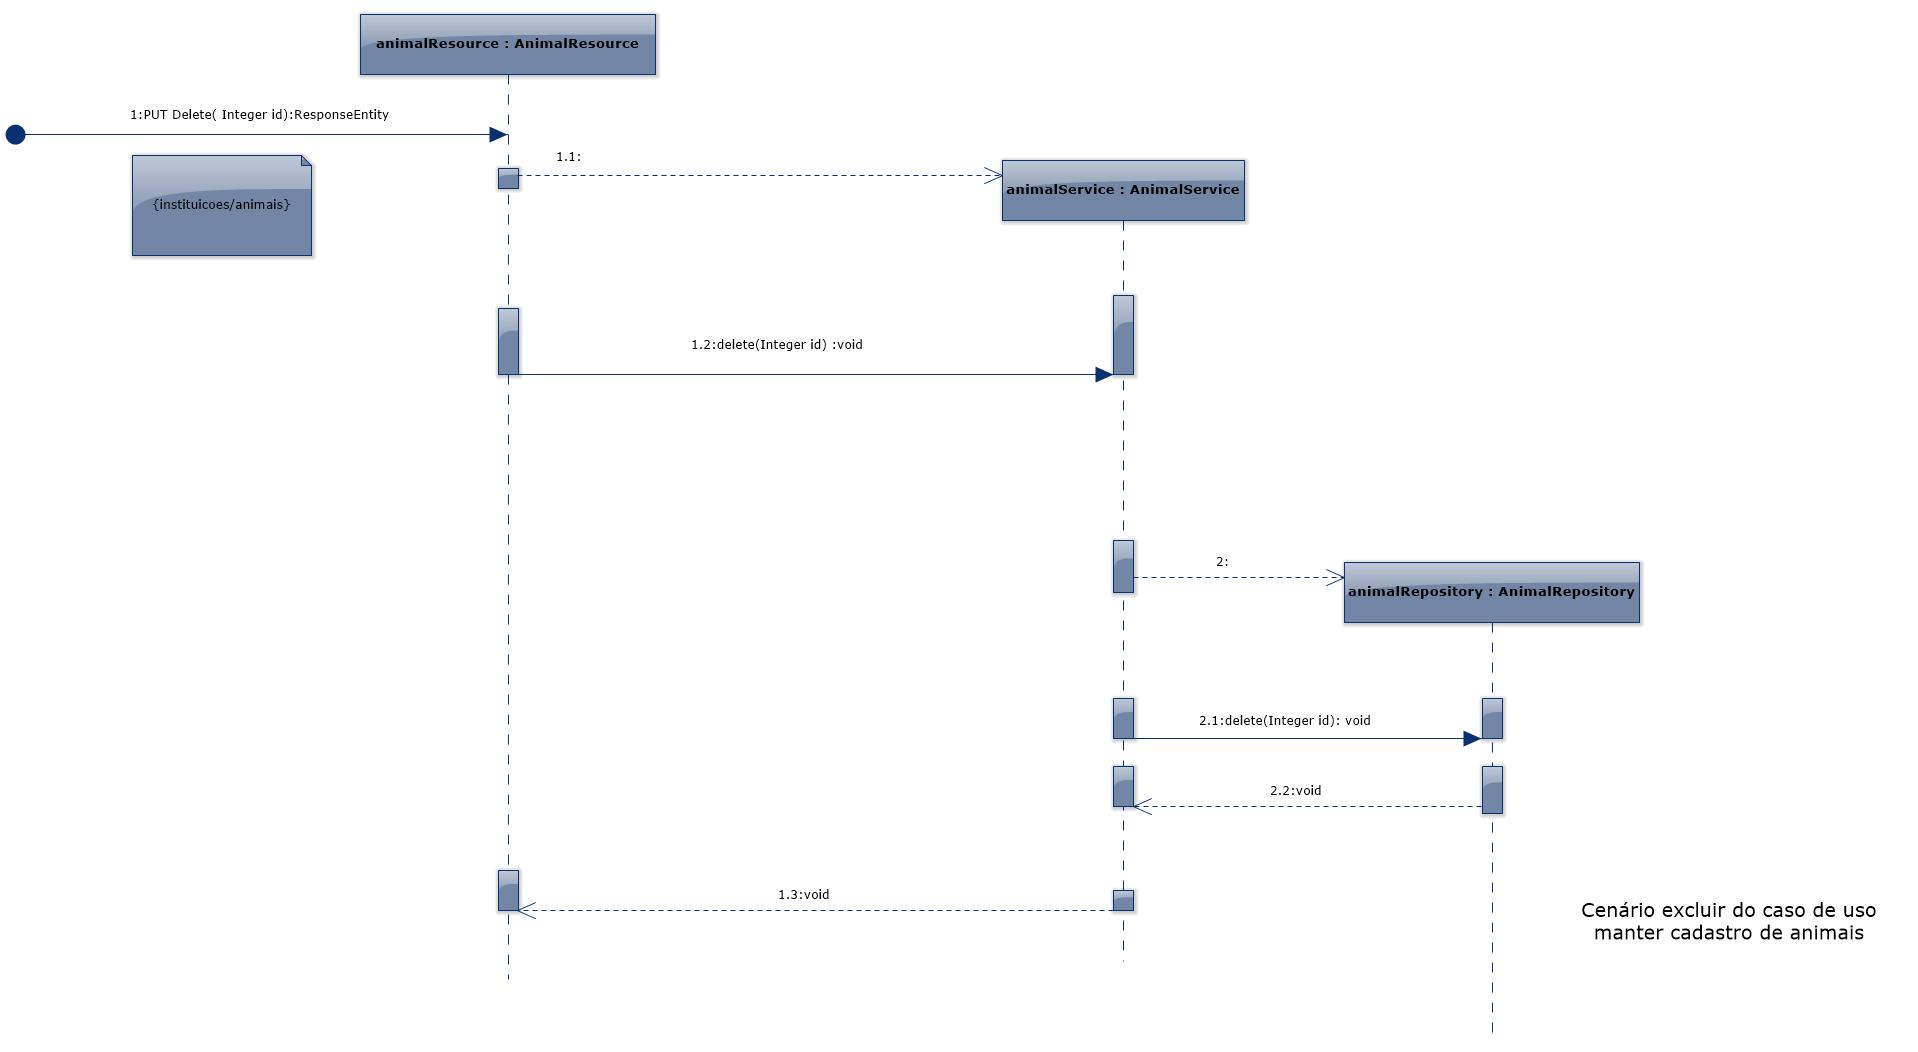 animalResource : AnimalResource
1:PUT Delete( Integer id):ResponseEntity
1.1:
{instituicoes/animais}
animalService : AnimalService
1.2:delete(Integer id) :void
2:
animalRepository : AnimalRepository
2.1:delete(Integer id): void
2.2:void
1.3:void
Cenário excluir do caso de uso
manter cadastro de animais